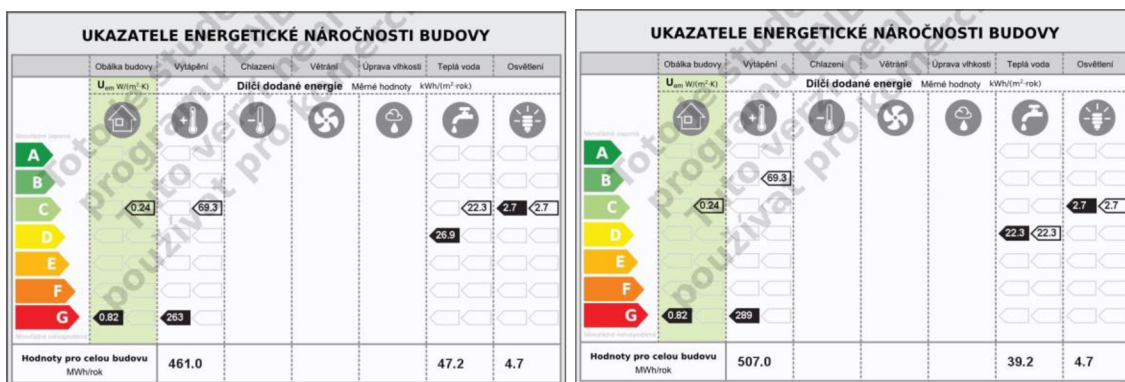 UKAZATELE ENERGETICKÉ NÁROČNOSTI BUDOVY
Obálka budovy Vytápění Chlazení Větrání Úprava vlhkosti Teplá voda Osvětlení
Uem W/(m²·K) Dílčí dodané energie Měrné hodnoty kWh/(m²·rok)
A
B
C 0.24 69.3 22.3 2.7 2.7
D 26.9
E
F
G 0.82 263
Hodnoty pro celou budovu
MWh/rok
461.0 47.2 4.7
UKAZATELE ENERGETICKÉ NÁROČNOSTI BUDOVY
Obálka budovy Vytápění Chlazení Větrání Úprava vlhkosti Teplá voda Osvětlení
Uem W/(m²·K) Dílčí dodané energie Měrné hodnoty kWh/(m²·rok)
A
B 69.3
C 0.24 2.7 2.7
D 22.3 22.3
E
F
G 0.82 289
Hodnoty pro celou budovu
MWh/rok
507.0 39.2 4.7